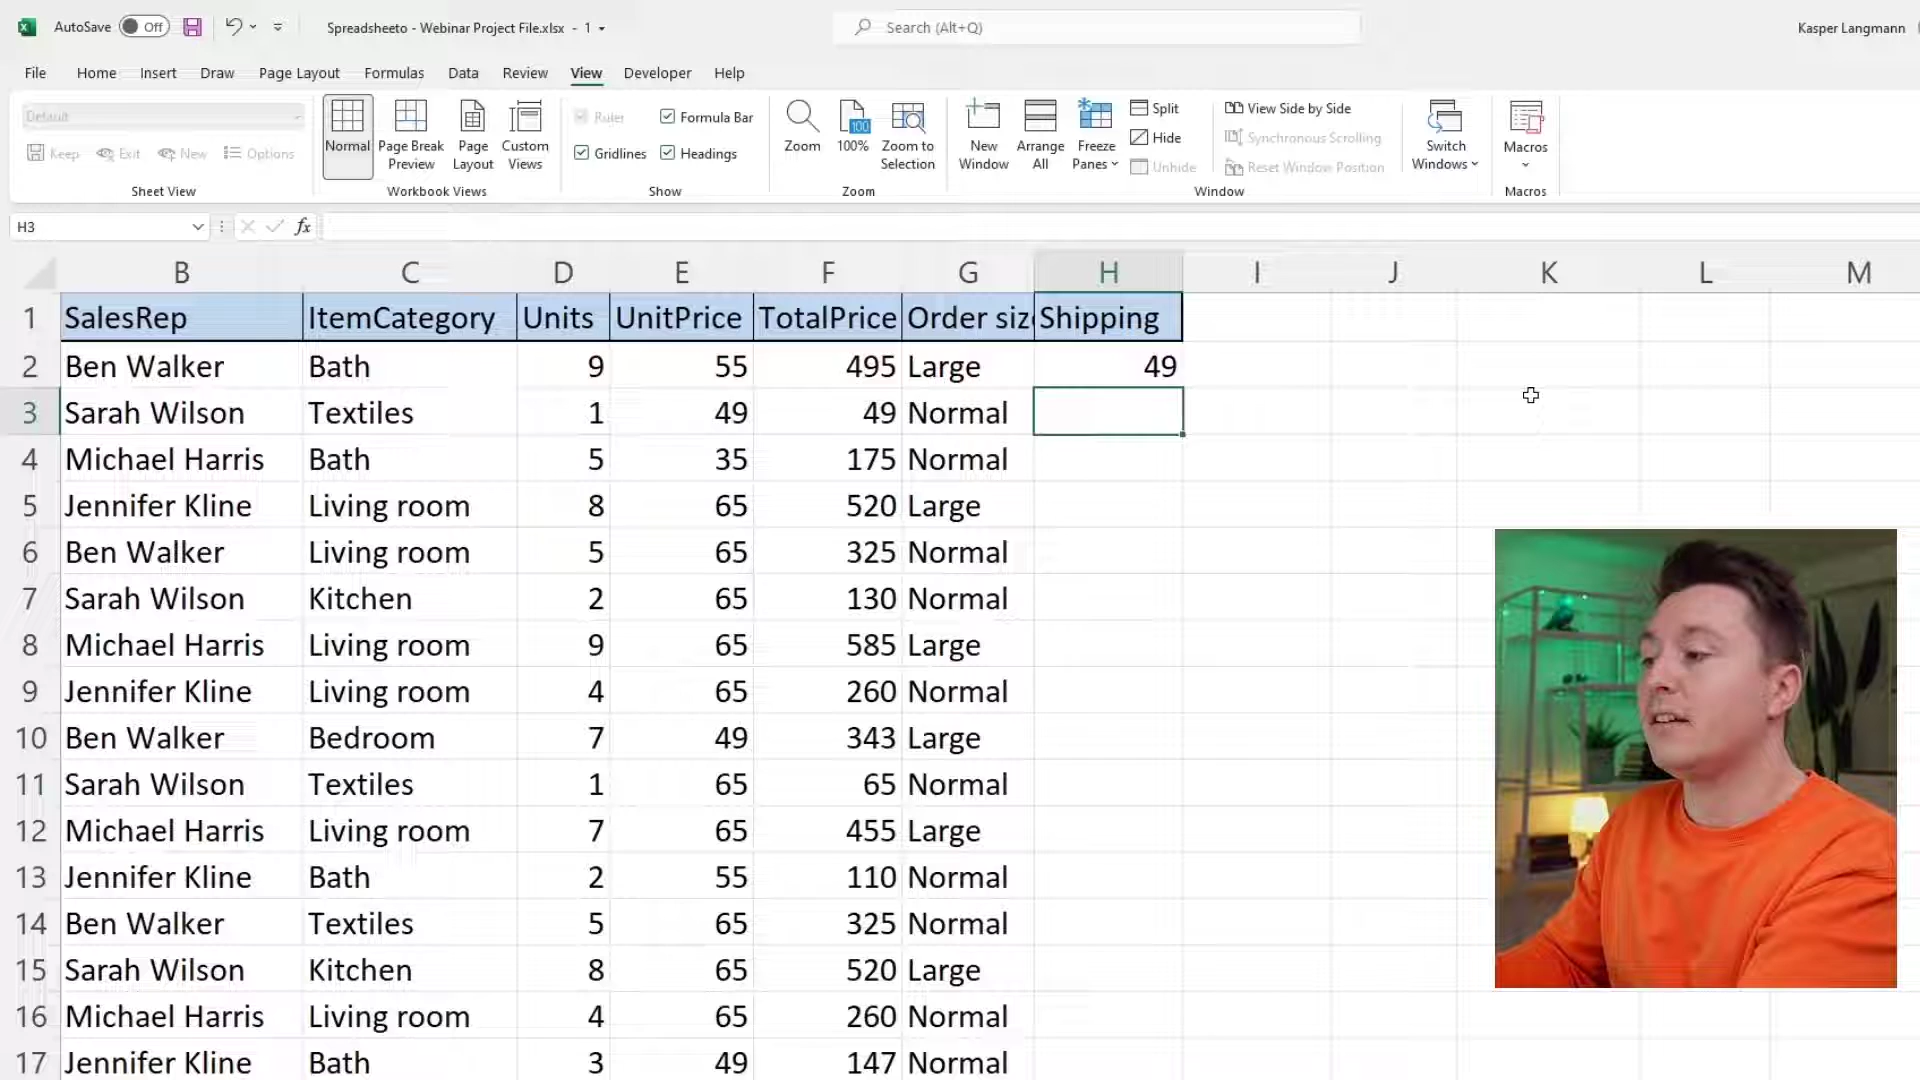 AutoSave Off Spreadsheeto - Webinar Project File.xlsx - 1 Search (Alt+Q) Kasper Langmann
File Home Insert Draw Page Layout Formulas Data Review View Developer Help
Default
Keep Exit New Options
Sheet View
Normal
Page Break Preview
Page Layout
Custom Views
Workbook Views
Ruler Formula Bar
Gridlines Headings
Show
Zoom
100 100%
Zoom to Selection
Zoom
New Window
Arrange All
Freeze Panes
Split
Hide
Unhide
View Side by Side
Synchronous Scrolling
Reset Window Position
Switch Windows
Window
Macros
Macros
H3 fx
B C D E F G H I J K L M
1 SalesRep ItemCategory Units UnitPrice TotalPrice Order siz Shipping
2 Ben Walker Bath 9 55 495 Large 49
3 Sarah Wilson Textiles 1 49 49 Normal
4 Michael Harris Bath 5 35 175 Normal
5 Jennifer Kline Living room 8 65 520 Large
6 Ben Walker Living room 5 65 325 Normal
7 Sarah Wilson Kitchen 2 65 130 Normal
8 Michael Harris Living room 9 65 585 Large
9 Jennifer Kline Living room 4 65 260 Normal
10 Ben Walker Bedroom 7 49 343 Large
11 Sarah Wilson Textiles 1 65 65 Normal
12 Michael Harris Living room 7 65 455 Large
13 Jennifer Kline Bath 2 55 110 Normal
14 Ben Walker Textiles 5 65 325 Normal
15 Sarah Wilson Kitchen 8 65 520 Large
16 Michael Harris Living room 4 65 260 Normal
17 Jennifer Kline Bath 3 49 147 Normal